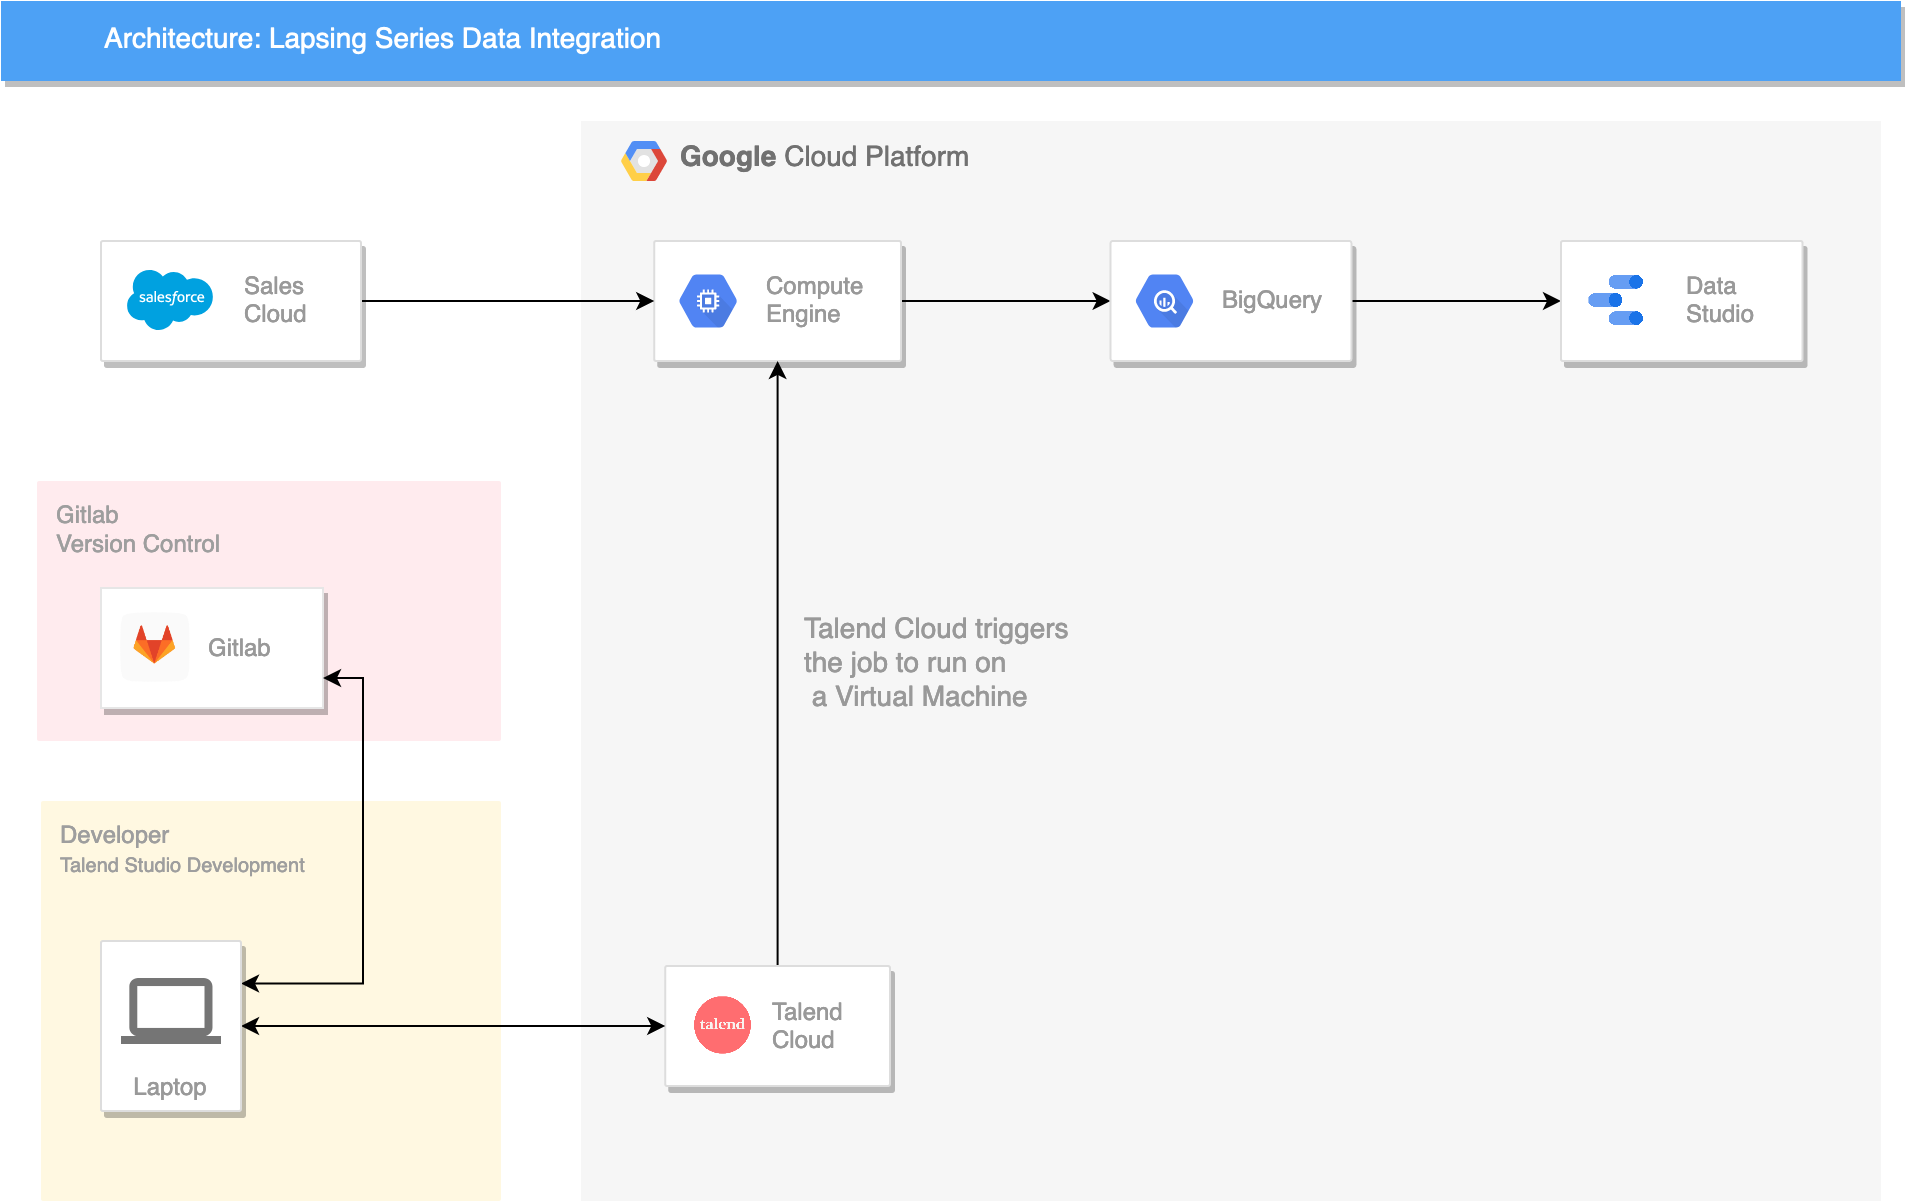 Architecture: Lapsing Series Data Integration
Google Cloud Platform
salesforce
Sales
Cloud
Compute
Engine
BigQuery
Data
Studio
Gitlab
Version Control
Gitlab
Talend Cloud triggers
the job to run on
a Virtual Machine
Developer
Talend Studio Development
Laptop
talend
Talend
Cloud